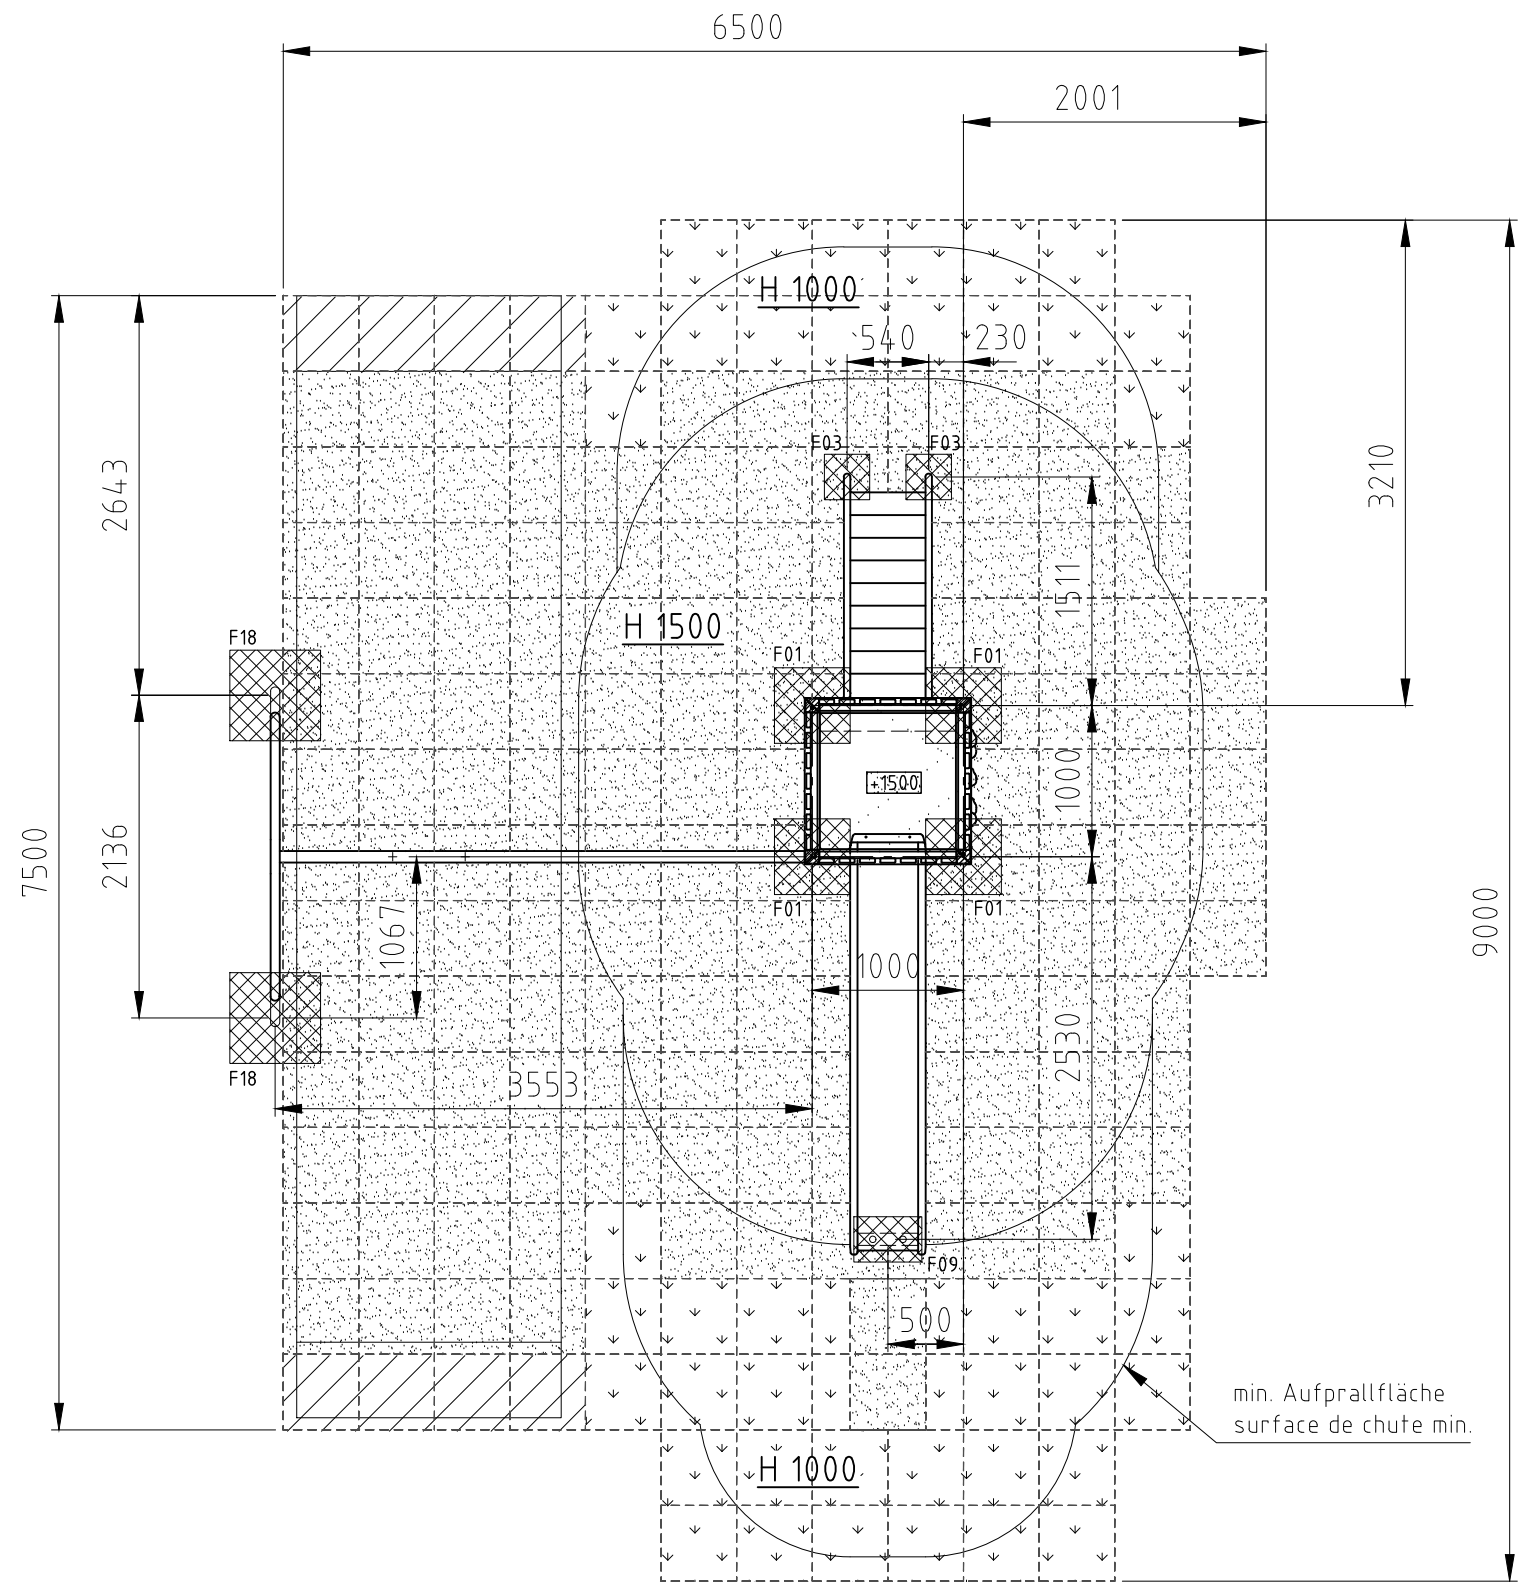 6500
2001
H 1000
540
230
2643
3210
F03
F03
1511
H 1500
F18
F01
F01
+1500
1000
7500
2136
1067
9000
F01
F01
1000
2530
F18
3553
F09
500
min. Aufprallfläche
surface de chute min.
H 1000